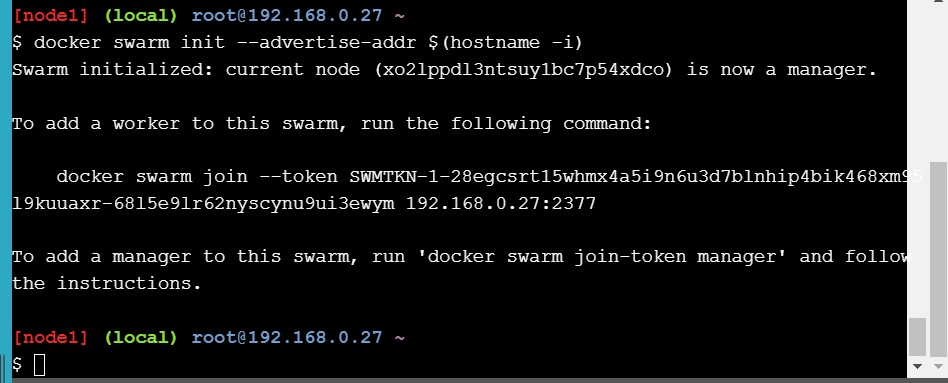 [node1] (local) root@192.168.0.27 ~
$ docker swarm init --advertise-addr $(hostname -i)
Swarm initialized: current node (xo2lppdl3ntsuy1bc7p54xdco) is now a manager.
To add a worker to this swarm, run the following command:
docker swarm join --token SWMTKN-1-28egcsrt15whmx4a5i9n6u3d7blnhip4bik468xm95
l9kuuaxr-68l5e9lr62nyscynu9ui3ewym 192.168.0.27:2377
To add a manager to this swarm, run 'docker swarm join-token manager' and follow
the instructions.
[node1] (local) root@192.168.0.27 ~
$